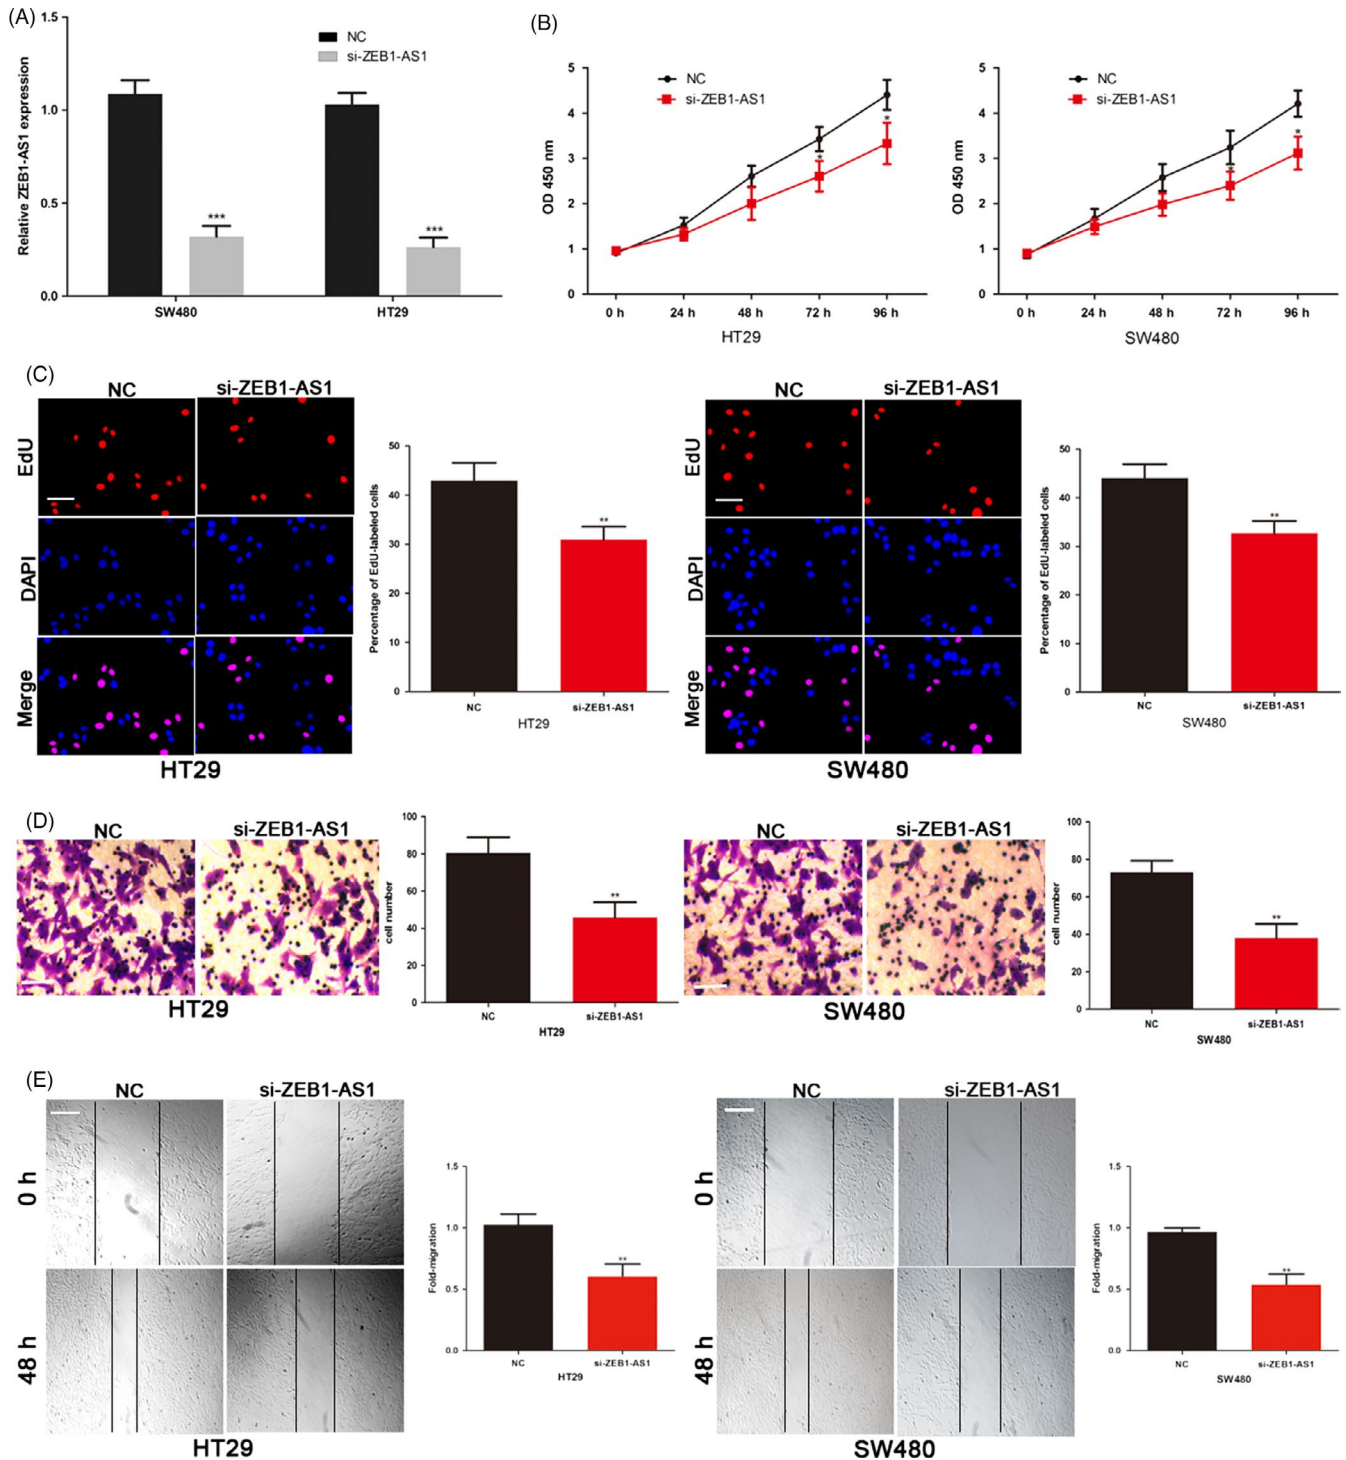 (A)
Relative ZEB1-AS1 expression
1.5
1.0
0.5
0.0
NC
si-ZEB1-AS1
***
***
SW480
HT29
(B)
OD 450 nm
5
4
3
2
1
0
NC
si-ZEB1-AS1
*
*
0 h
24 h
48 h
72 h
96 h
HT29
OD 450 nm
5
4
3
2
1
0
NC
si-ZEB1-AS1
*
*
0 h
24 h
48 h
72 h
96 h
SW480
(C)
NC
si-ZEB1-AS1
EdU
DAPI
Merge
HT29
Percentage of EdU-labeled cells
50
40
30
20
10
0
**
NC
si-ZEB1-AS1
HT29
NC
si-ZEB1-AS1
EdU
DAPI
Merge
SW480
Percentage of EdU-labeled cells
50
40
30
20
10
0
**
NC
si-ZEB1-AS1
SW480
(D)
NC
si-ZEB1-AS1
HT29
cell number
100
80
60
40
20
0
**
NC
si-ZEB1-AS1
HT29
NC
si-ZEB1-AS1
SW480
cell number
100
80
60
40
20
0
**
NC
si-ZEB1-AS1
SW480
(E)
NC
si-ZEB1-AS1
0 h
48 h
HT29
Fold-migration
1.5
1.0
0.5
0.0
**
NC
si-ZEB1-AS1
HT29
NC
si-ZEB1-AS1
0 h
48 h
SW480
Fold-migration
1.5
1.0
0.5
0.0
**
NC
si-ZEB1-AS1
SW480